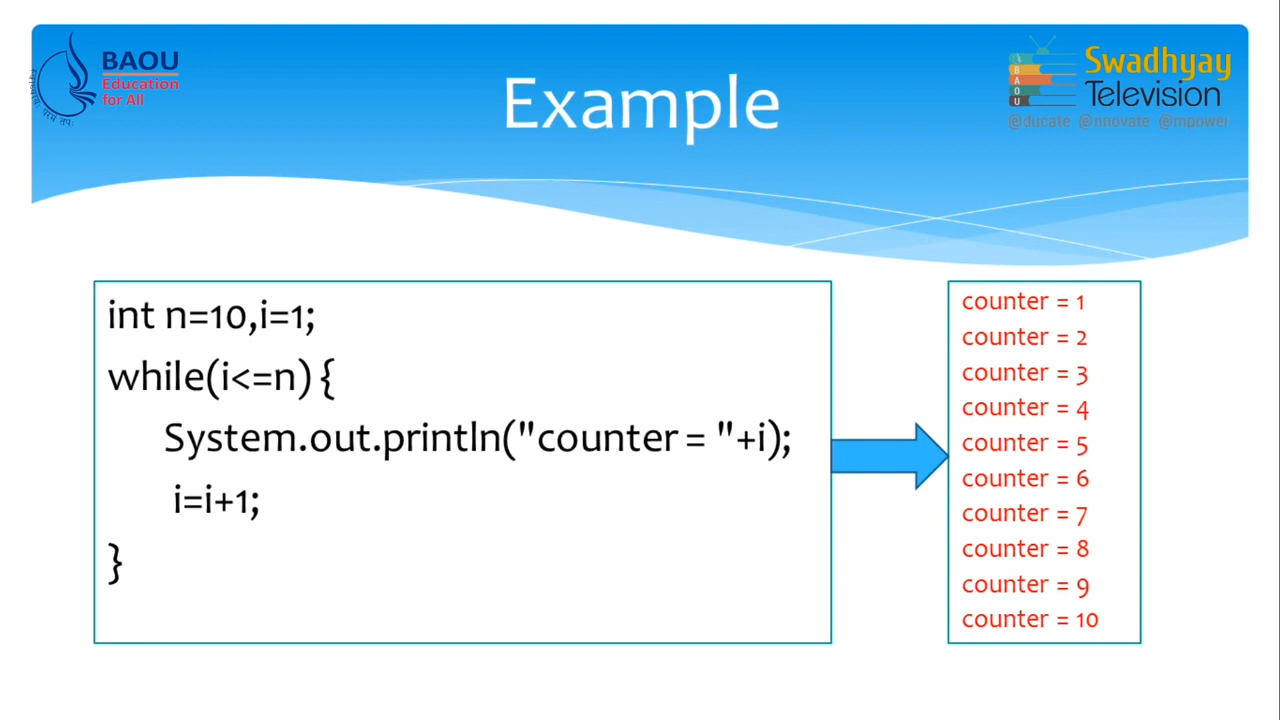 BAOU
Education
for All
Swadhyay
Television
@ducate @nnovate @mpower
BAOU
Example
int n=10,i=1;
while(i<=n) {
System.out.println("counter = "+i);
i=i+1;
}
counter = 1
counter = 2
counter = 3
counter = 4
counter = 5
counter = 6
counter = 7
counter = 8
counter = 9
counter = 10